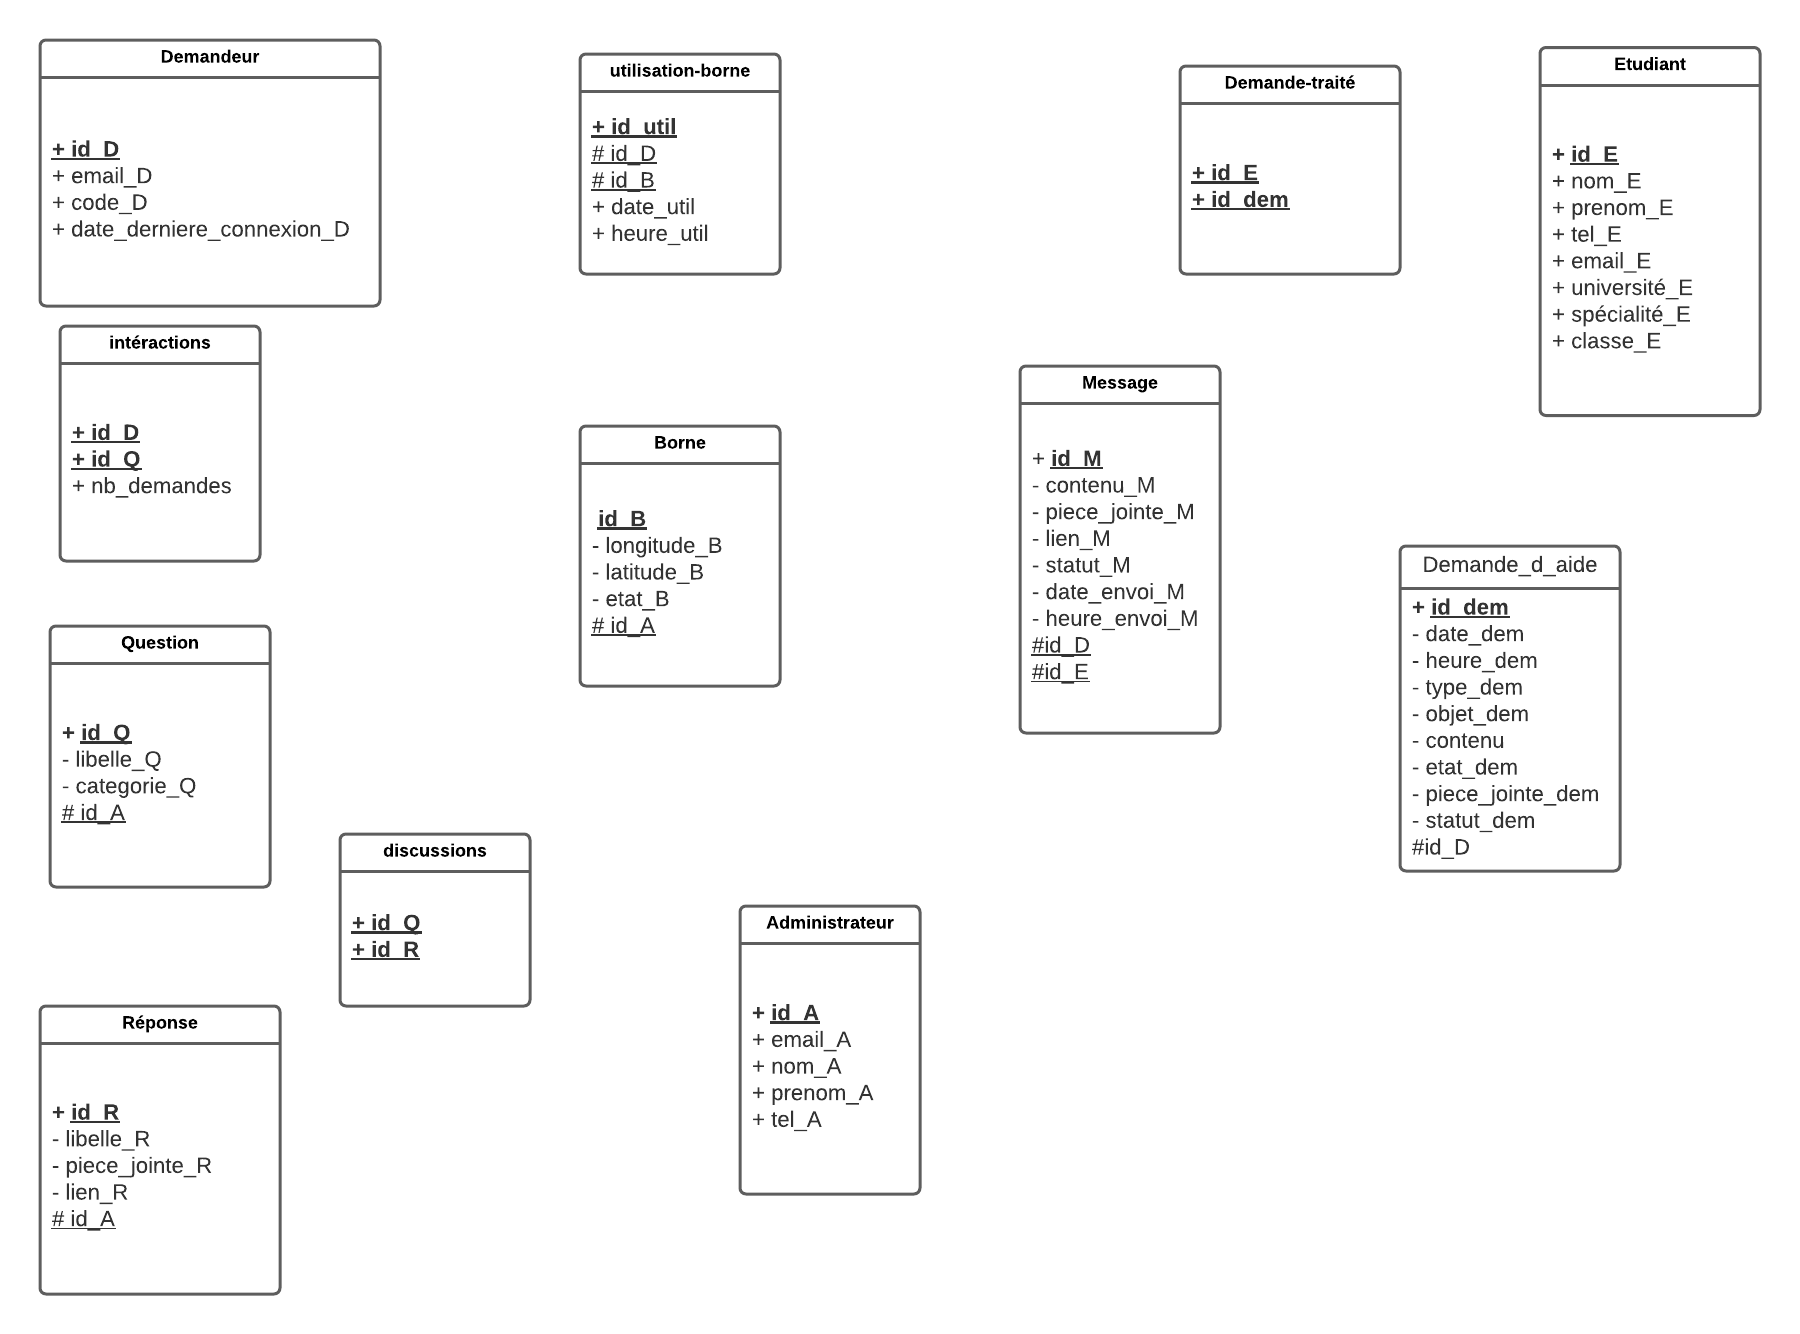 Demandeur
+ id_D
+ email_D
+ code_D
+ date_derniere_connexion_D
utilisation-borne
+ id_util
# id_D
# id_B
+ date_util
+ heure_util
Demande-traité
+ id_E
+ id_dem
Etudiant
+ id_E
+ nom_E
+ prenom_E
+ tel_E
+ email_E
+ université_E
+ spécialité_E
+ classe_E
intéractions
+ id_D
+ id_Q
+ nb_demandes
Borne
id_B
- longitude_B
- latitude_B
- etat_B
# id_A
Message
+ id_M
- contenu_M
- piece_jointe_M
- lien_M
- statut_M
- date_envoi_M
- heure_envoi_M
#id_D
#id_E
Demande_d_aide
+ id_dem
- date_dem
- heure_dem
- type_dem
- objet_dem
- contenu
- etat_dem
- piece_jointe_dem
- statut_dem
#id_D
Question
+ id_Q
- libelle_Q
- categorie_Q
# id_A
discussions
+ id_Q
+ id_R
Administrateur
+ id_A
+ email_A
+ nom_A
+ prenom_A
+ tel_A
Réponse
+ id_R
- libelle_R
- piece_jointe_R
- lien_R
# id_A